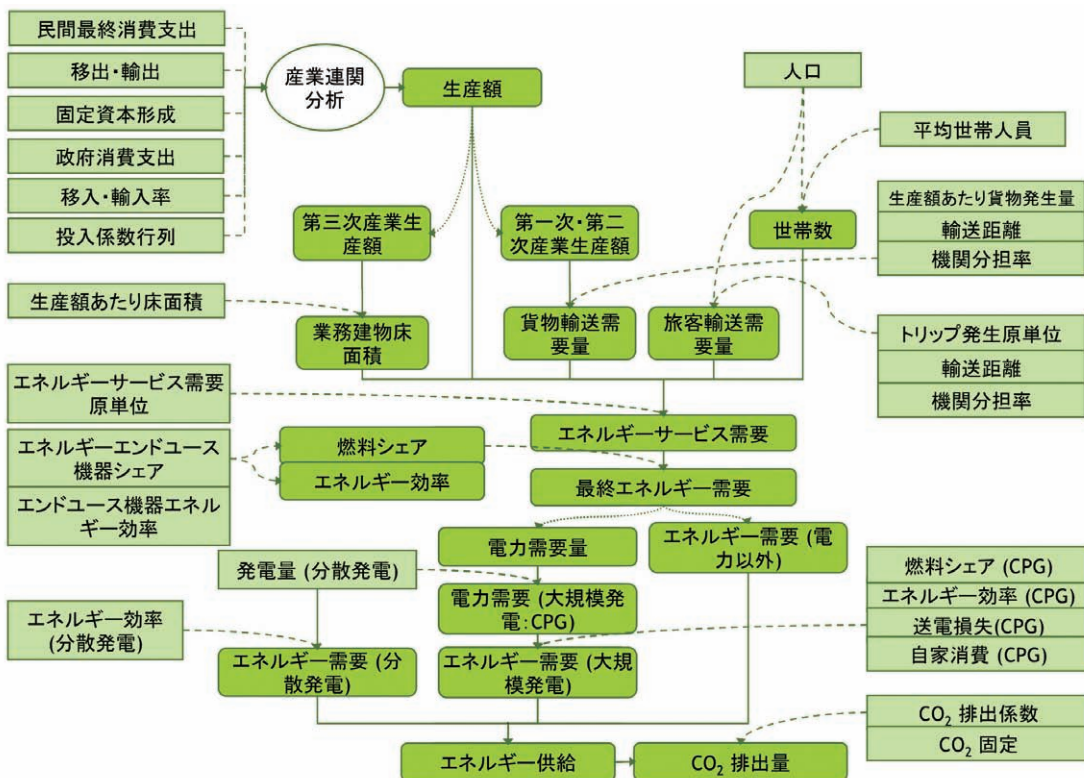 民間最終消費支出
移出・輸出
固定資本形成
政府消費支出
移入・輸入率
投入係数行列
産業連関
分析
生産額
人口
平均世帯人員
生産額あたり貨物発生量
輸送距離
機関分担率
第三次産業生
産額
第一次・第二
次産業生産額
世帯数
生産額あたり床面積
業務建物床
面積
貨物輸送需
要量
旅客輸送需
要量
トリップ発生原単位
輸送距離
機関分担率
エネルギーサービス需要
原単位
エネルギーサービス需要
エネルギーエンドユース
機器シェア
エンドユース機器エネル
ギー効率
燃料シェア
エネルギー効率
最終エネルギー需要
電力需要量
エネルギー需要 (電
力以外)
発電量 (分散発電)
電力需要 (大規模発
電:CPG)
燃料シェア (CPG)
エネルギー効率 (CPG)
送電損失(CPG)
自家消費 (CPG)
エネルギー効率
(分散発電)
エネルギー需要 (分
散発電)
エネルギー需要 (大規
模発電)
CO₂ 排出係数
CO₂ 固定
エネルギー供給
CO₂ 排出量